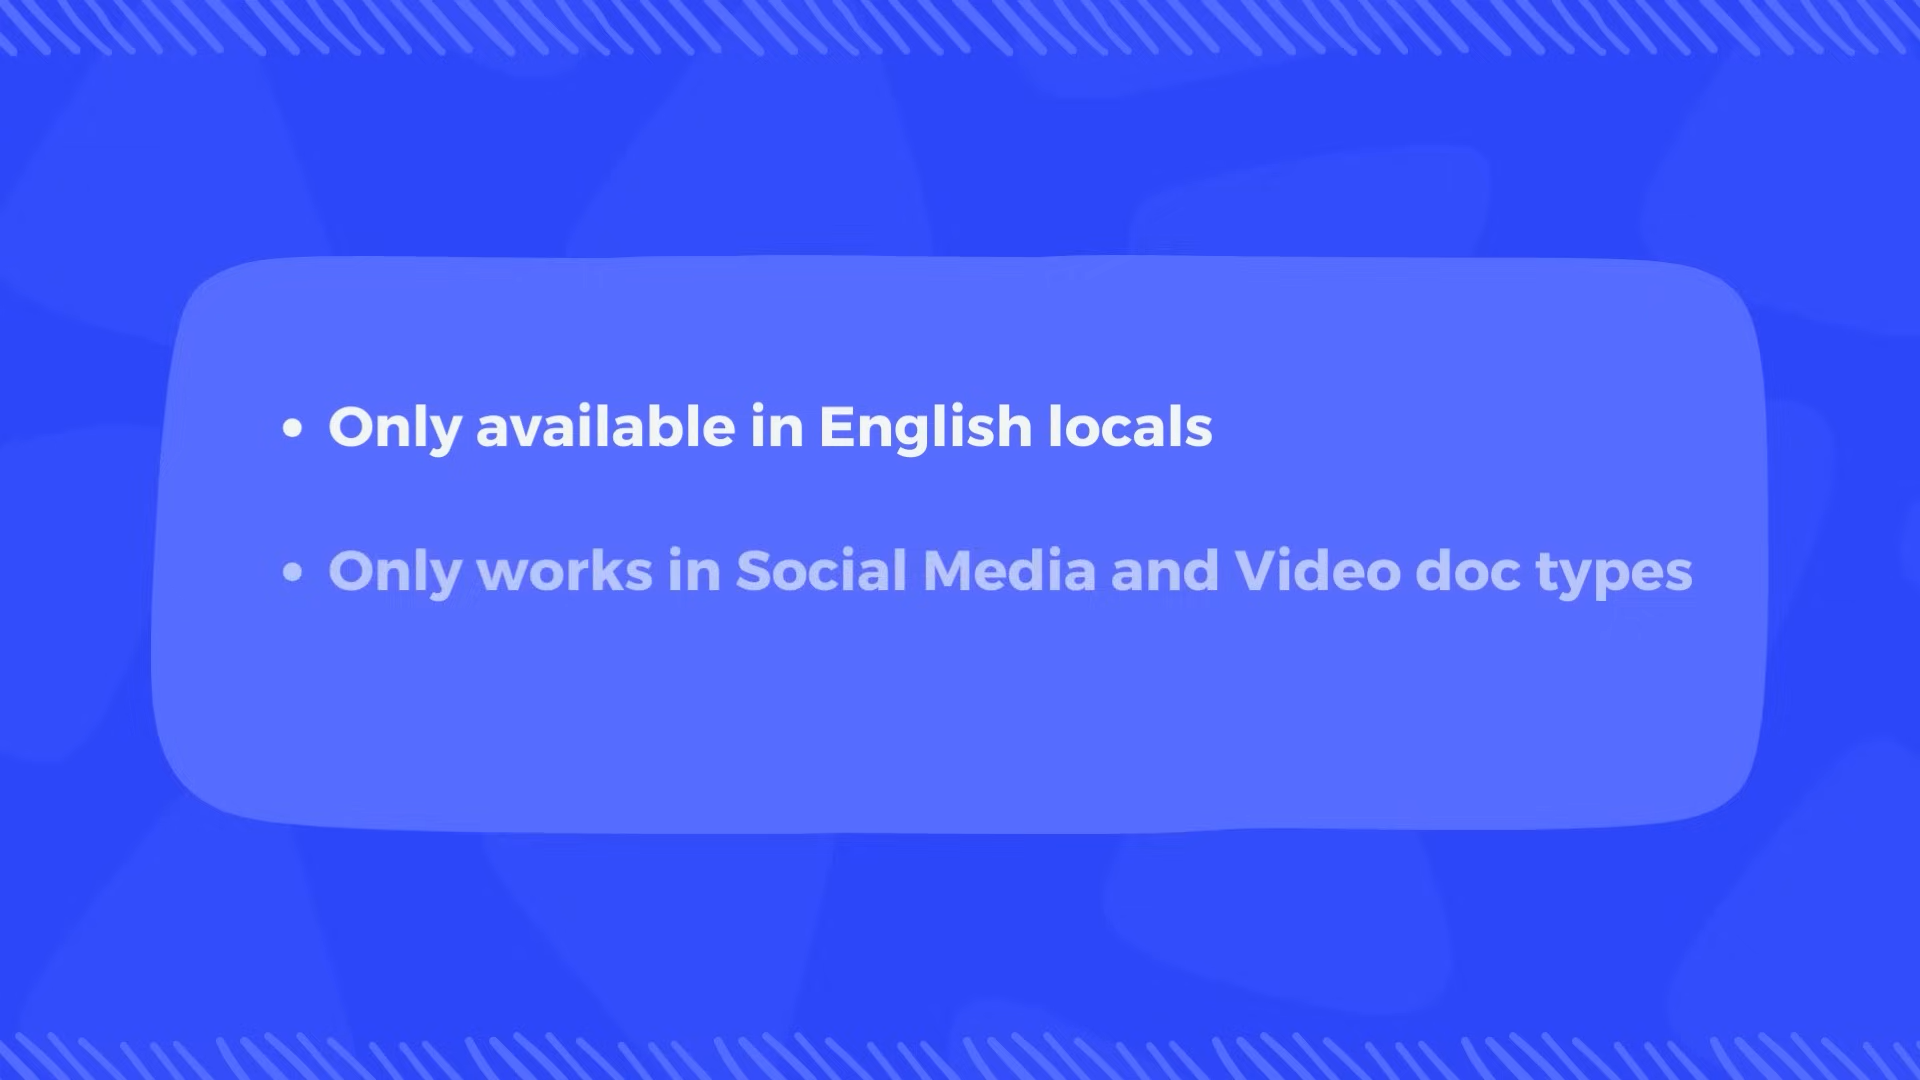 • Only available in English locals
• Only works in Social Media and Video doc types